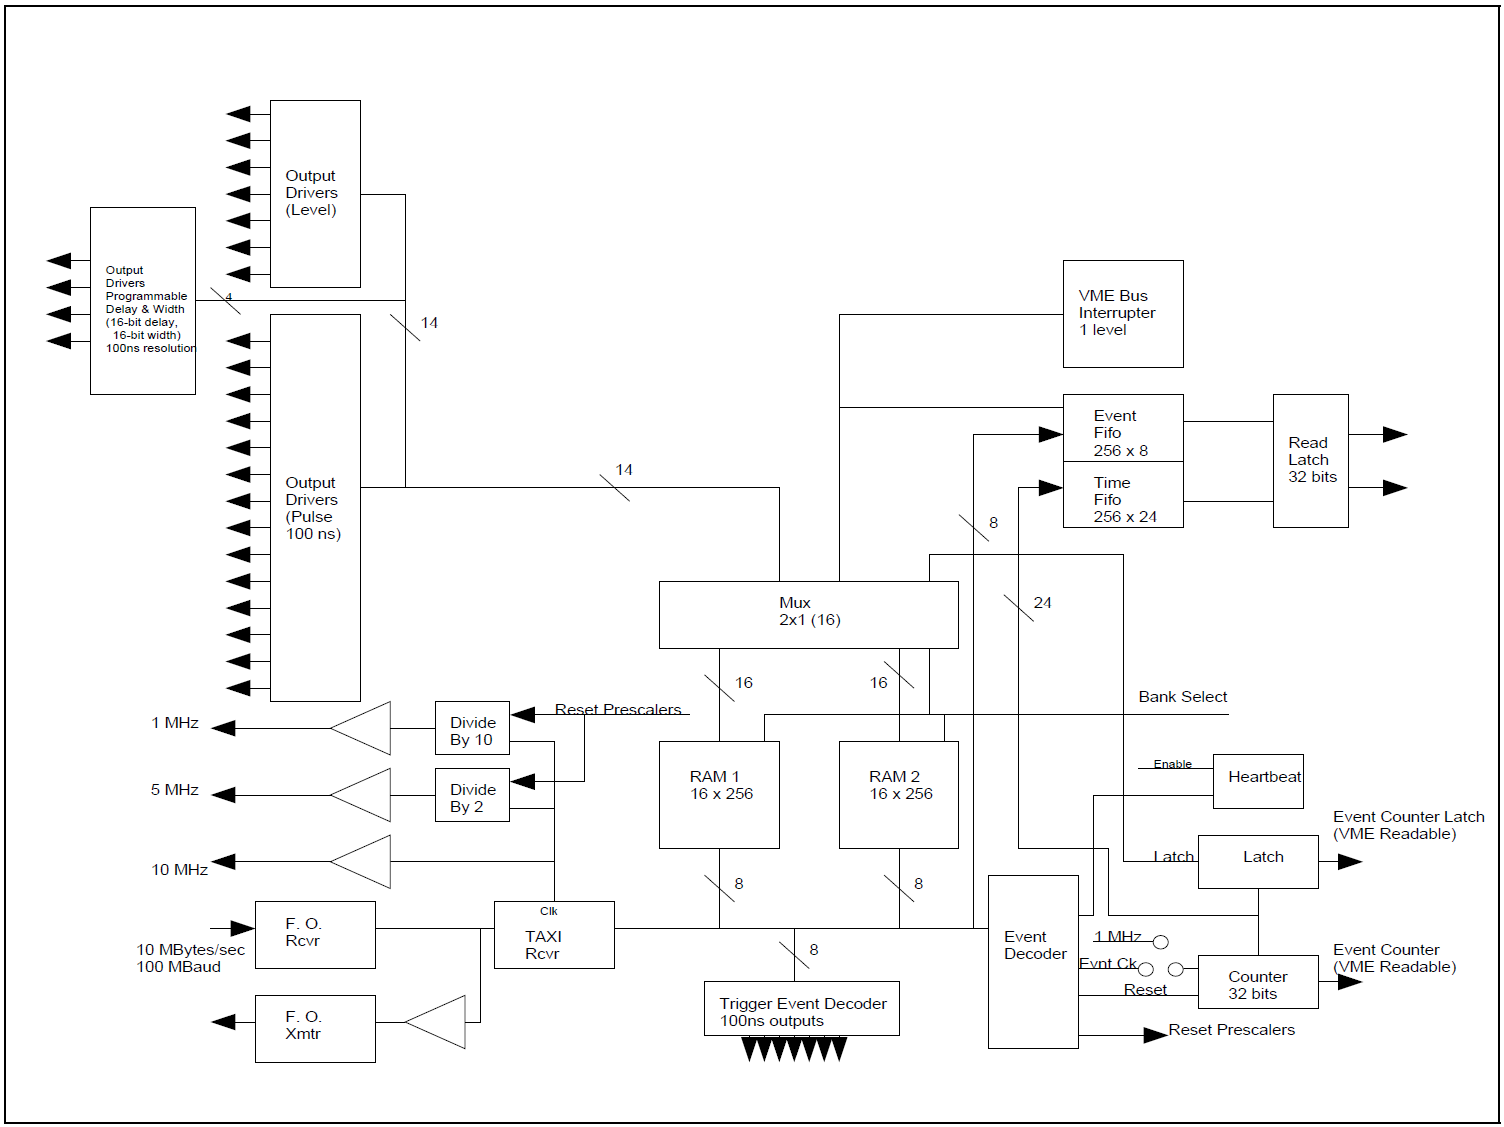 Output
Drivers
(Level)
Output
Drivers
Programmable
Delay & Width
(16-bit delay,
16-bit width)
100ns resolution
4
14
VME Bus
Interrupter
1 level
Event
Fifo
256 x 8
Time
Fifo
256 x 24
Read
Latch
32 bits
Output
Drivers
(Pulse
100 ns)
14
8
24
Mux
2x1 (16)
16
16
Bank Select
Reset Prescalers
1 MHz
Divide
By 10
5 MHz
Divide
By 2
10 MHz
RAM 1
16 x 256
RAM 2
16 x 256
Enable
Heartbeat
Event Counter Latch
(VME Readable)
Latch
Latch
8
8
Clk
TAXI
Rcvr
F. O.
Rcvr
10 MBytes/sec
100 MBaud
8
Event
Decoder
1 MHz
Evnt Ck
Reset
Counter
32 bits
Event Counter
(VME Readable)
F. O.
Xmtr
Trigger Event Decoder
100ns outputs
Reset Prescalers